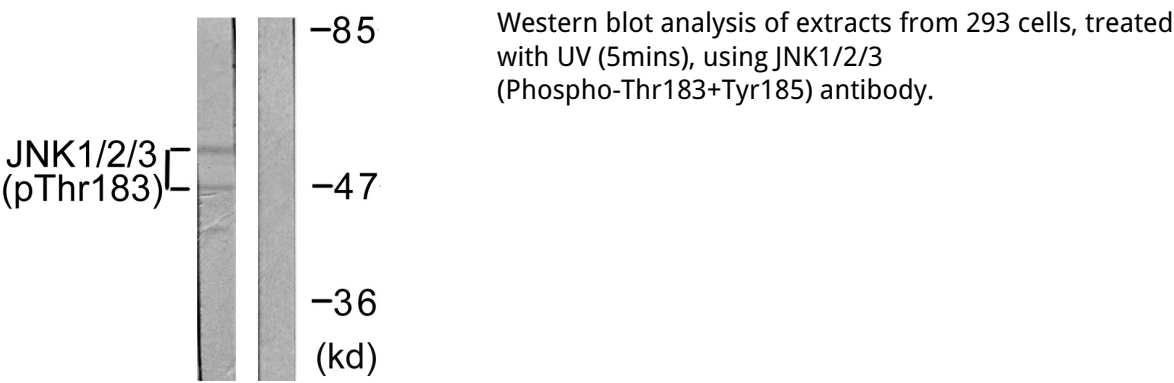 Western blot analysis of extracts from 293 cells, treated
with UV (5mins), using JNK1/2/3
(Phospho-Thr183+Tyr185) antibody.
JNK1/2/3
(pThr183)
–85
–47
–36
(kd)